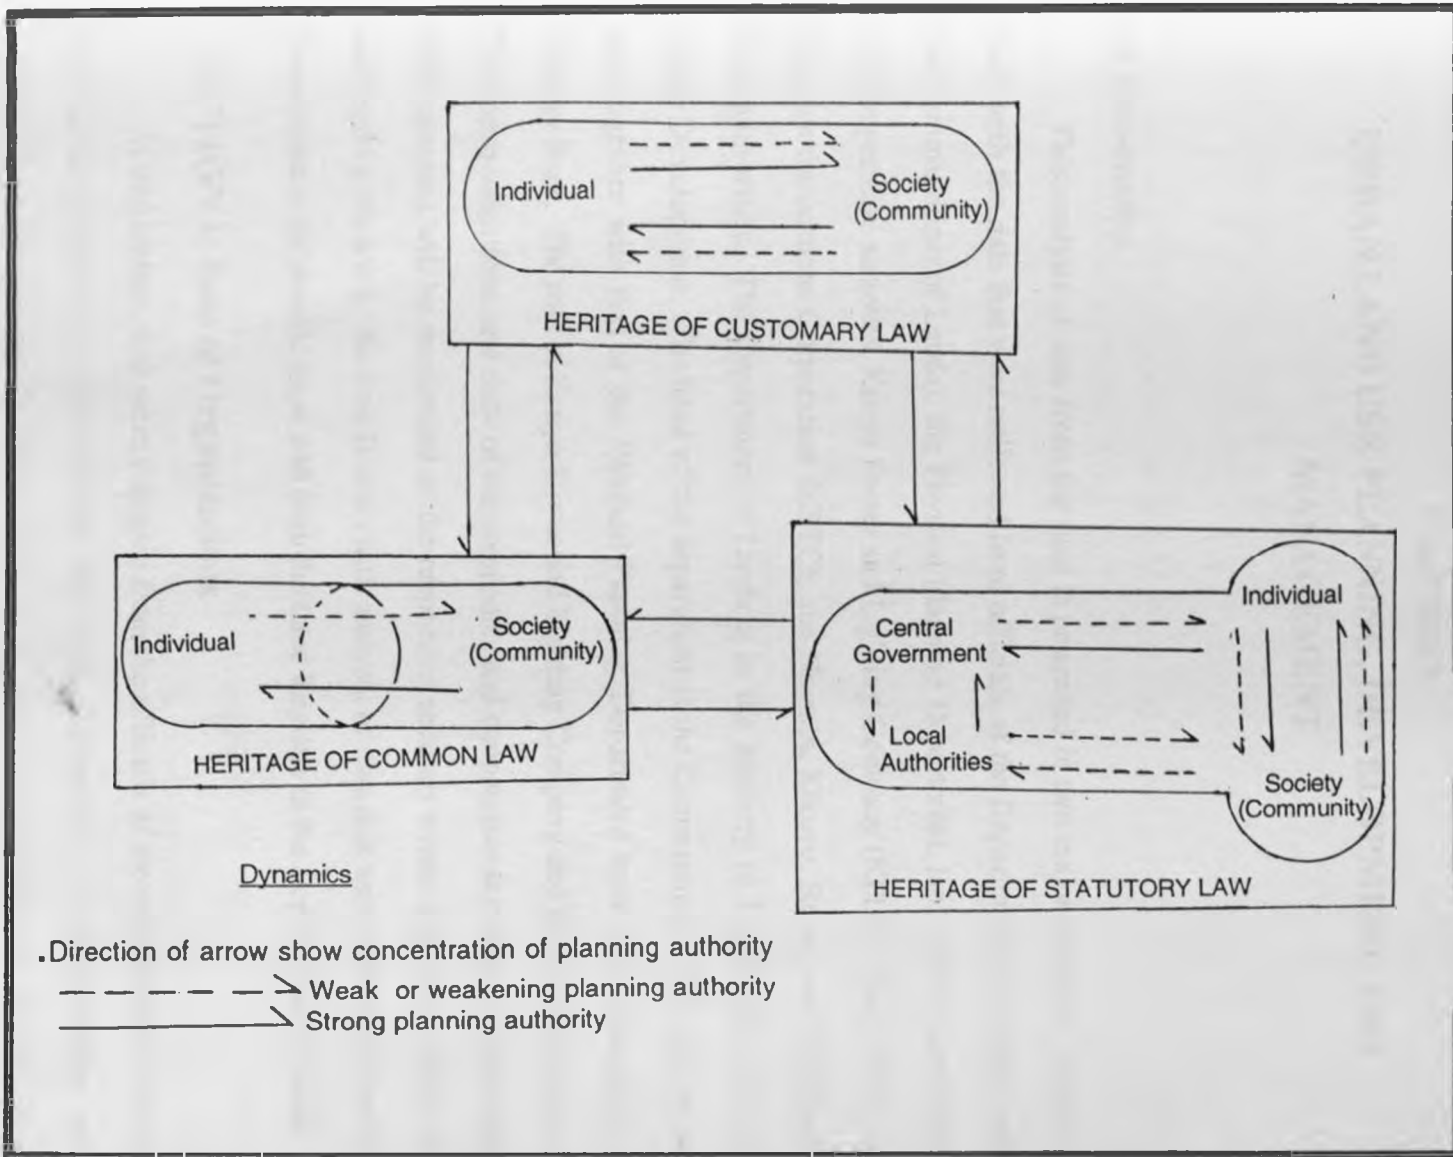 Individual
Society
(Community)
HERITAGE OF CUSTOMARY LAW
Individual
Society
(Community)
HERITAGE OF COMMON LAW
Central
Government
Local
Authorities
Individual
Society
(Community)
HERITAGE OF STATUTORY LAW
Dynamics
.Direction of arrow show concentration of planning authority
Weak or weakening planning authority
Strong planning authority